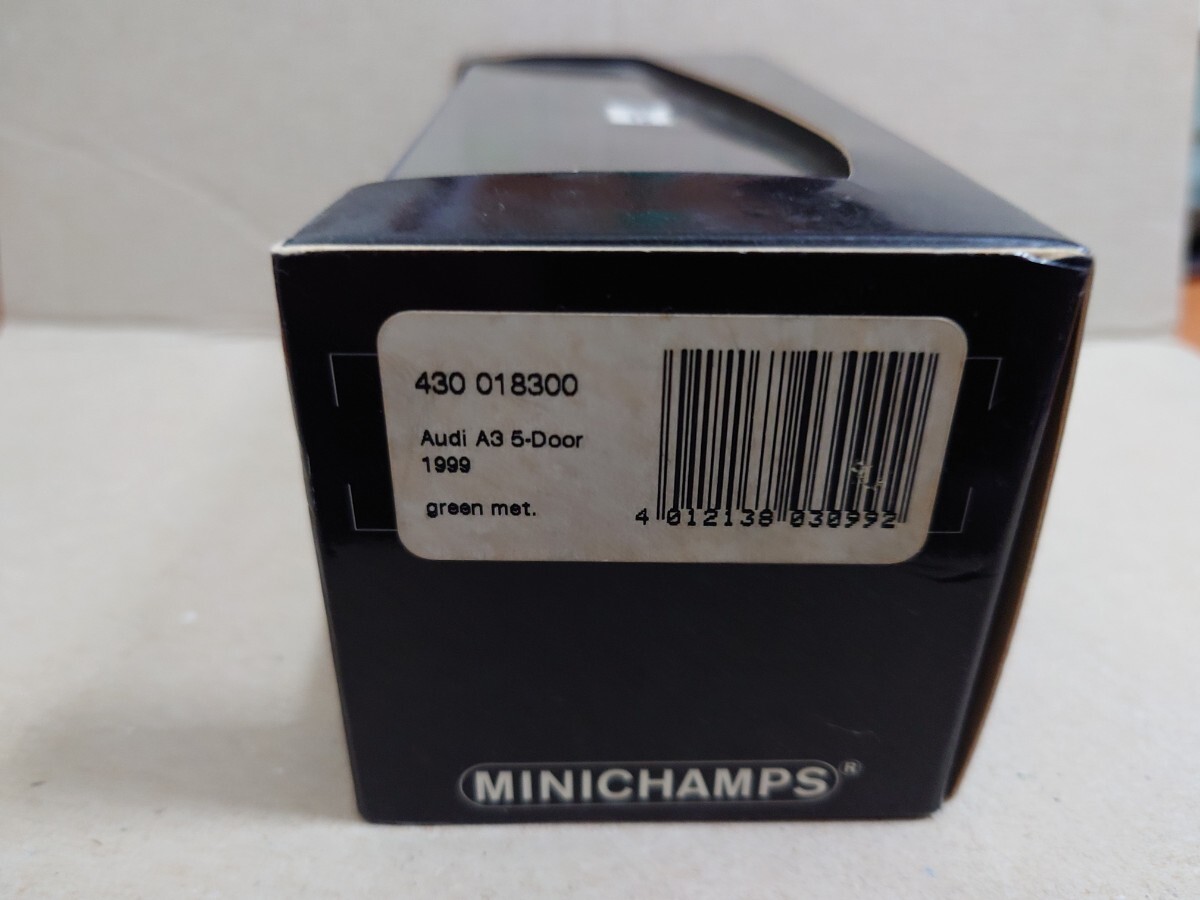 430 018300
Audi A3 5-Door
1999
green met.
4 012138 030992
MINICHAMPS®